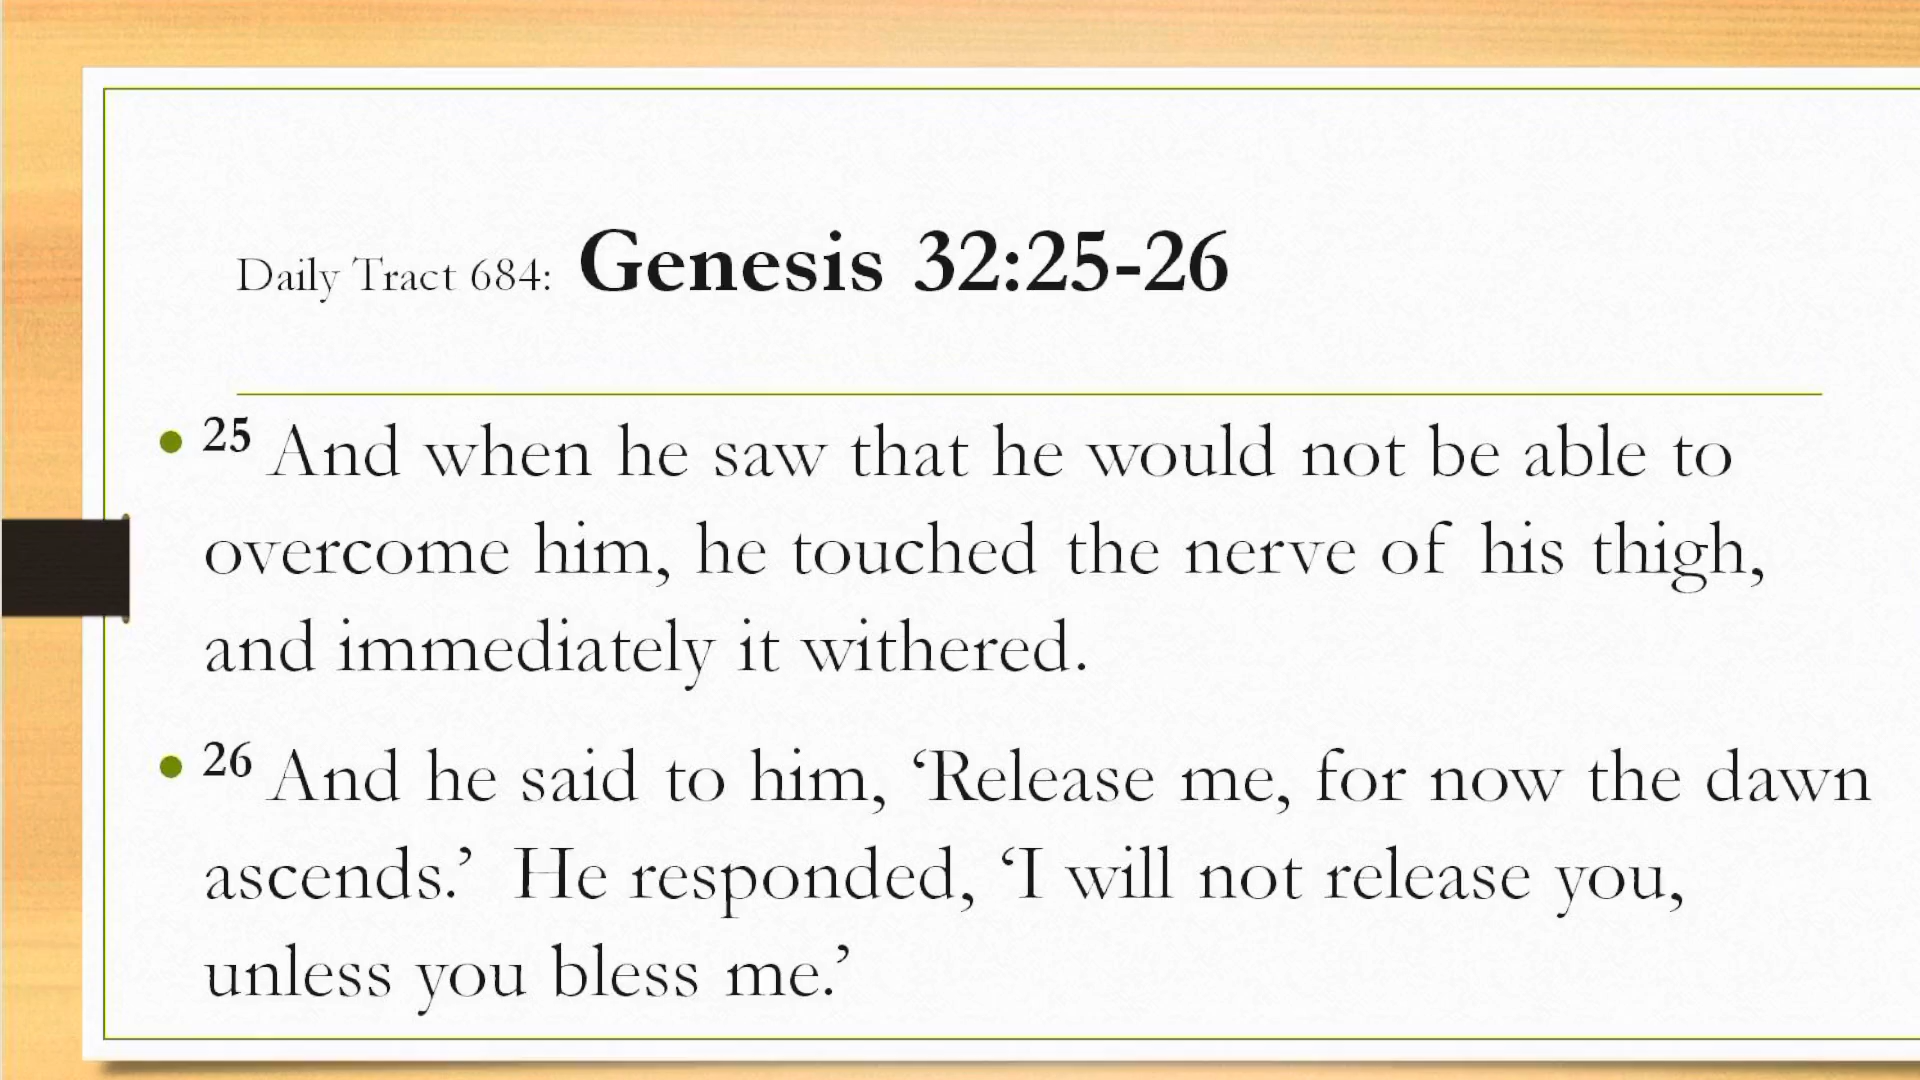 Daily Tract 684: Genesis 32:25-26
• 25 And when he saw that he would not be able to
overcome him, he touched the nerve of his thigh,
and immediately it withered.
• 26 And he said to him, ‘Release me, for now the dawn
ascends.’ He responded, ‘I will not release you,
unless you bless me.’